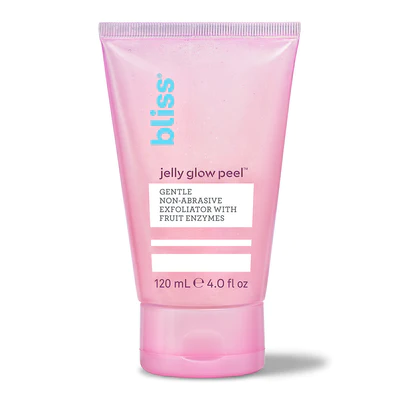 bliss®
jelly glow peel™
GENTLE
NON-ABRASIVE
EXFOLIATOR WITH
FRUIT ENZYMES
120 mL ℮ 4.0 fl oz